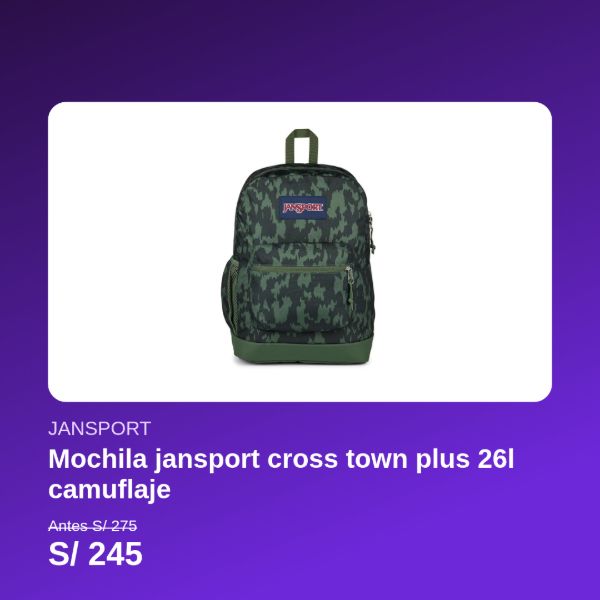 JANSPORT
JANSPORT
Mochila jansport cross town plus 26l
camuflaje
Antes S/ 275
S/ 245